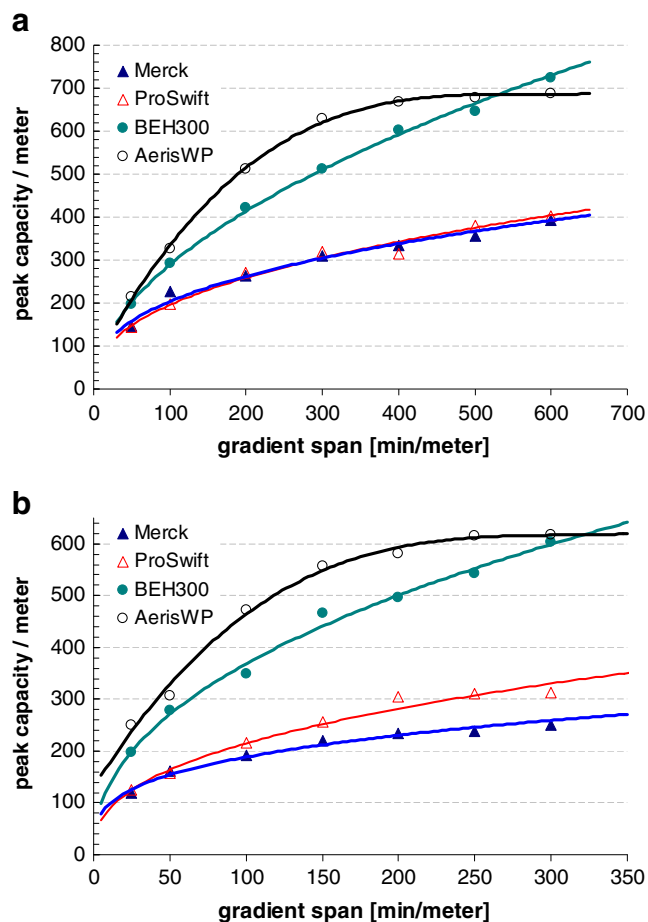 a
800
700
600
500
400
300
200
100
0
peak capacity / meter
Merck
ProSwift
BEH300
AerisWP
0 100 200 300 400 500 600 700
gradient span [min/meter]
b
600
500
400
300
200
100
0
peak capacity / meter
Merck
ProSwift
BEH300
AerisWP
0 50 100 150 200 250 300 350
gradient span [min/meter]